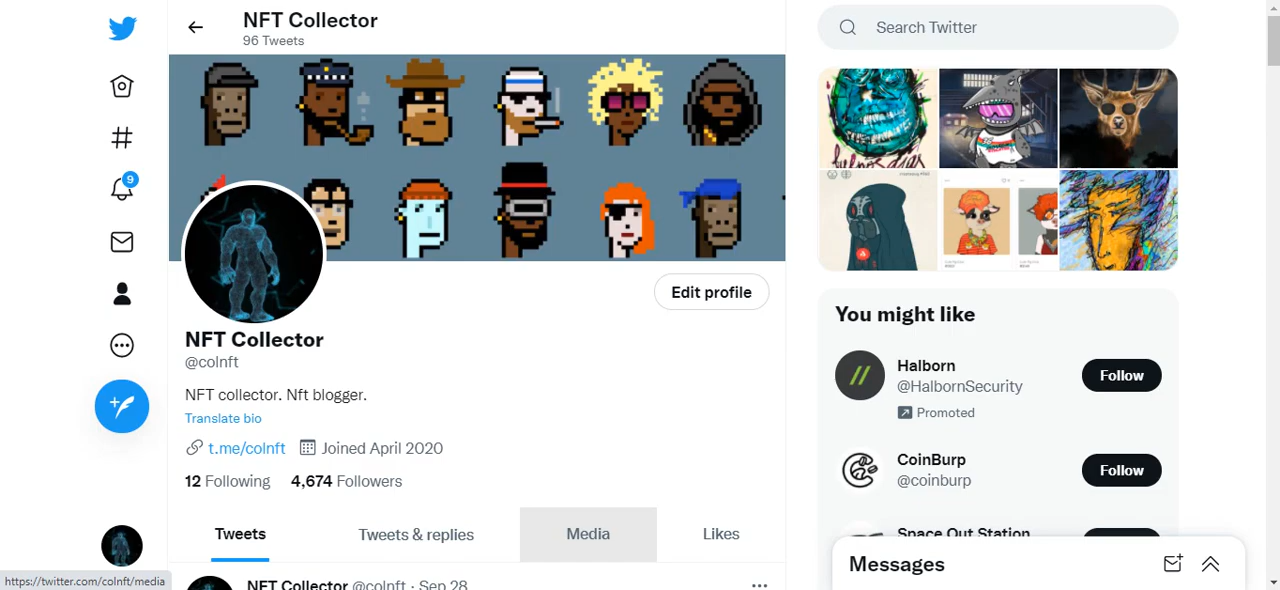 NFT Collector
96 Tweets
Search Twitter
9
Edit profile
NFT Collector
@colnft
NFT collector. Nft blogger.
Translate bio
t.me/colnft Joined April 2020
12 Following 4,674 Followers
Tweets Tweets & replies Media Likes
NFT Collector @colnft · Sep 28
https://twitter.com/colnft/media
You might like
Halborn
@HalbornSecurity
Promoted
Follow
CoinBurp
@coinburp
Follow
Space Out Station
Messages